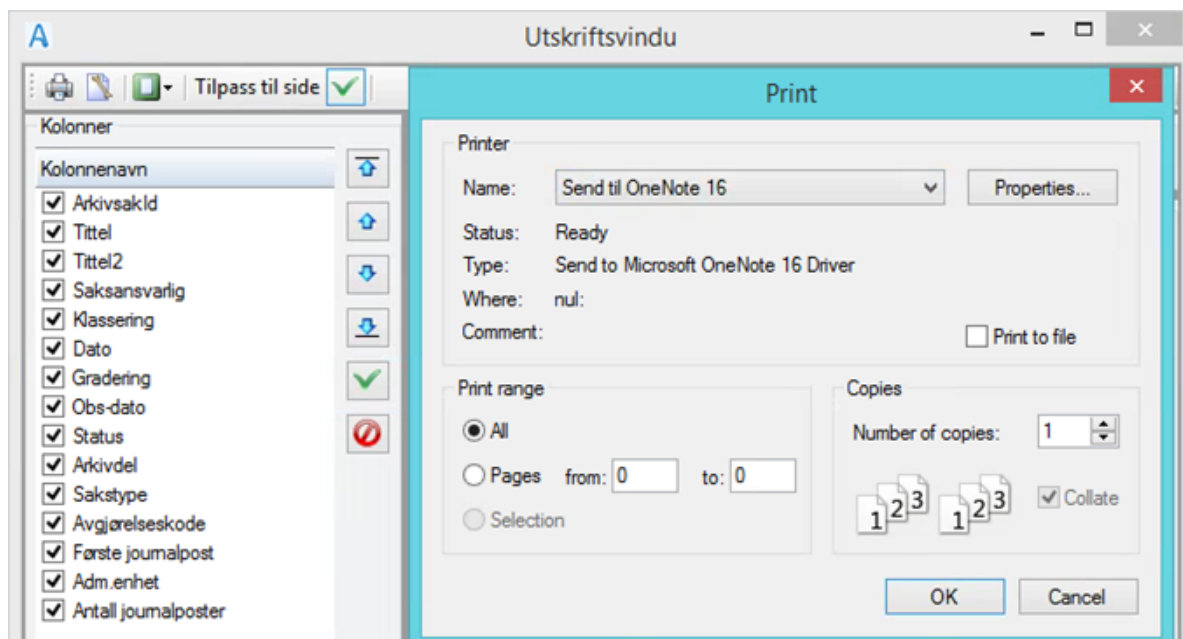 A
Utskriftsvindu
Tilpass til side
Kolonner
Kolonnenavn
ArkivsakId
Tittel
Tittel2
Saksansvarlig
Klassering
Dato
Gradering
Obs-dato
Status
Arkivdel
Sakstype
Avgjørelseskode
Første journalpost
Adm.enhet
Antall journalposter
Print
Printer
Name: Send til OneNote 16 Properties...
Status: Ready
Type: Send to Microsoft OneNote 16 Driver
Where: nul:
Comment: Print to file
Print range
All
Pages from: 0 to: 0
Selection
Copies
Number of copies: 1
1 2 3 1 2 3 Collate
OK Cancel